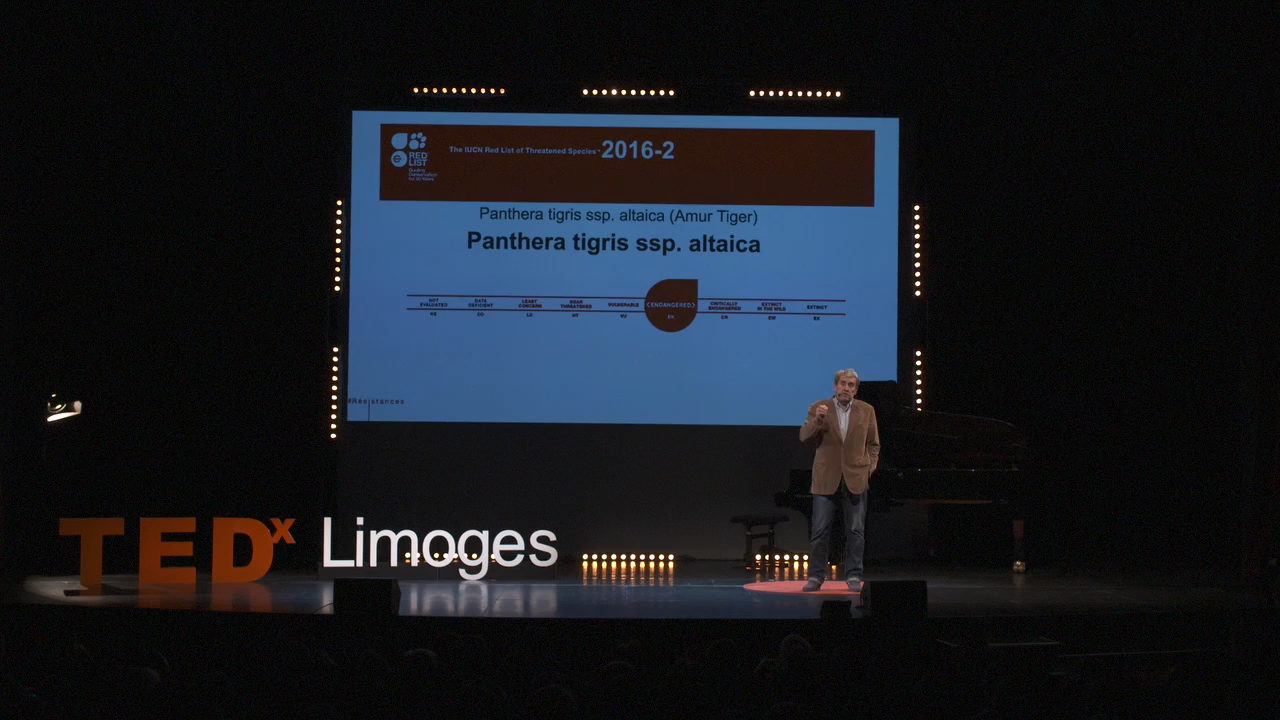 The IUCN Red List of Threatened Species™ 2016-2
RED
LIST
Panthera tigris ssp. altaica (Amur Tiger)
Panthera tigris ssp. altaica
NOT EVALUATED
DATA DEFICIENT
LEAST CONCERN
NEAR THREATENED
VULNERABLE
<ENDANGERED>
CRITICALLY ENDANGERED
EXTINCT IN THE WILD
EXTINCT
NE DD LC NT VU EN CR EW EX
#Résistances
TEDx Limoges